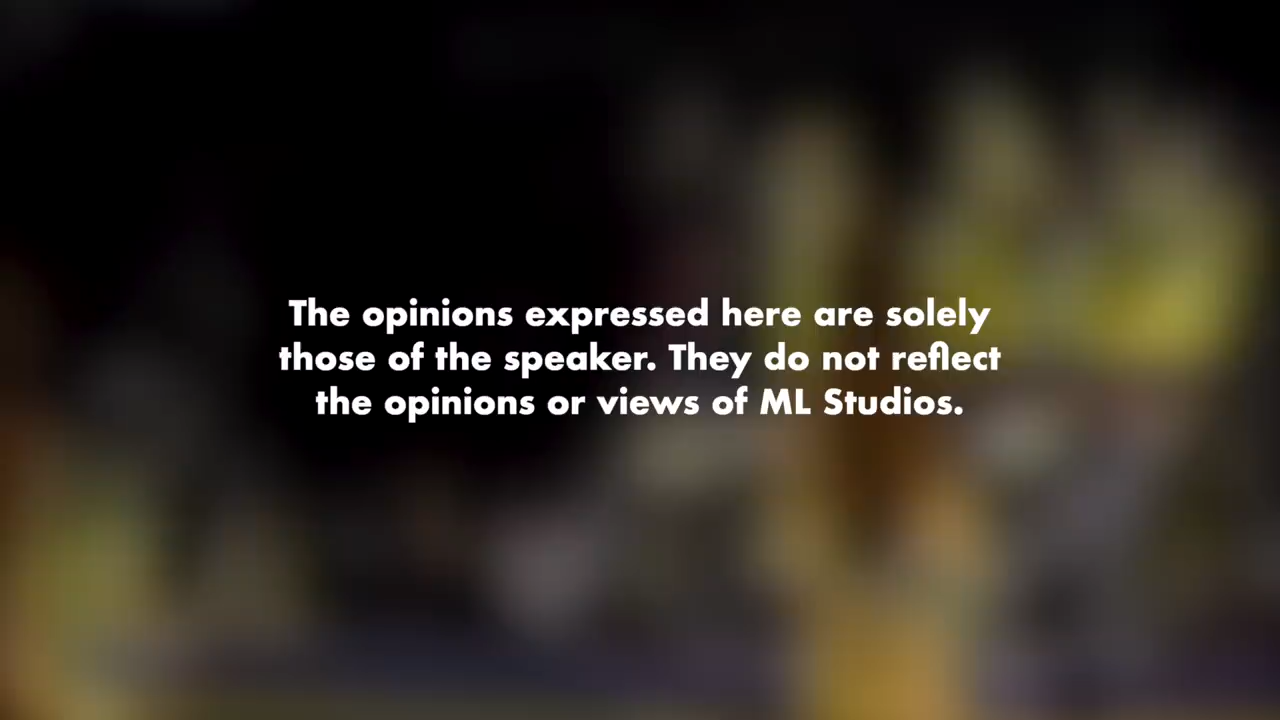 The opinions expressed here are solely
those of the speaker. They do not reflect
the opinions or views of ML Studios.